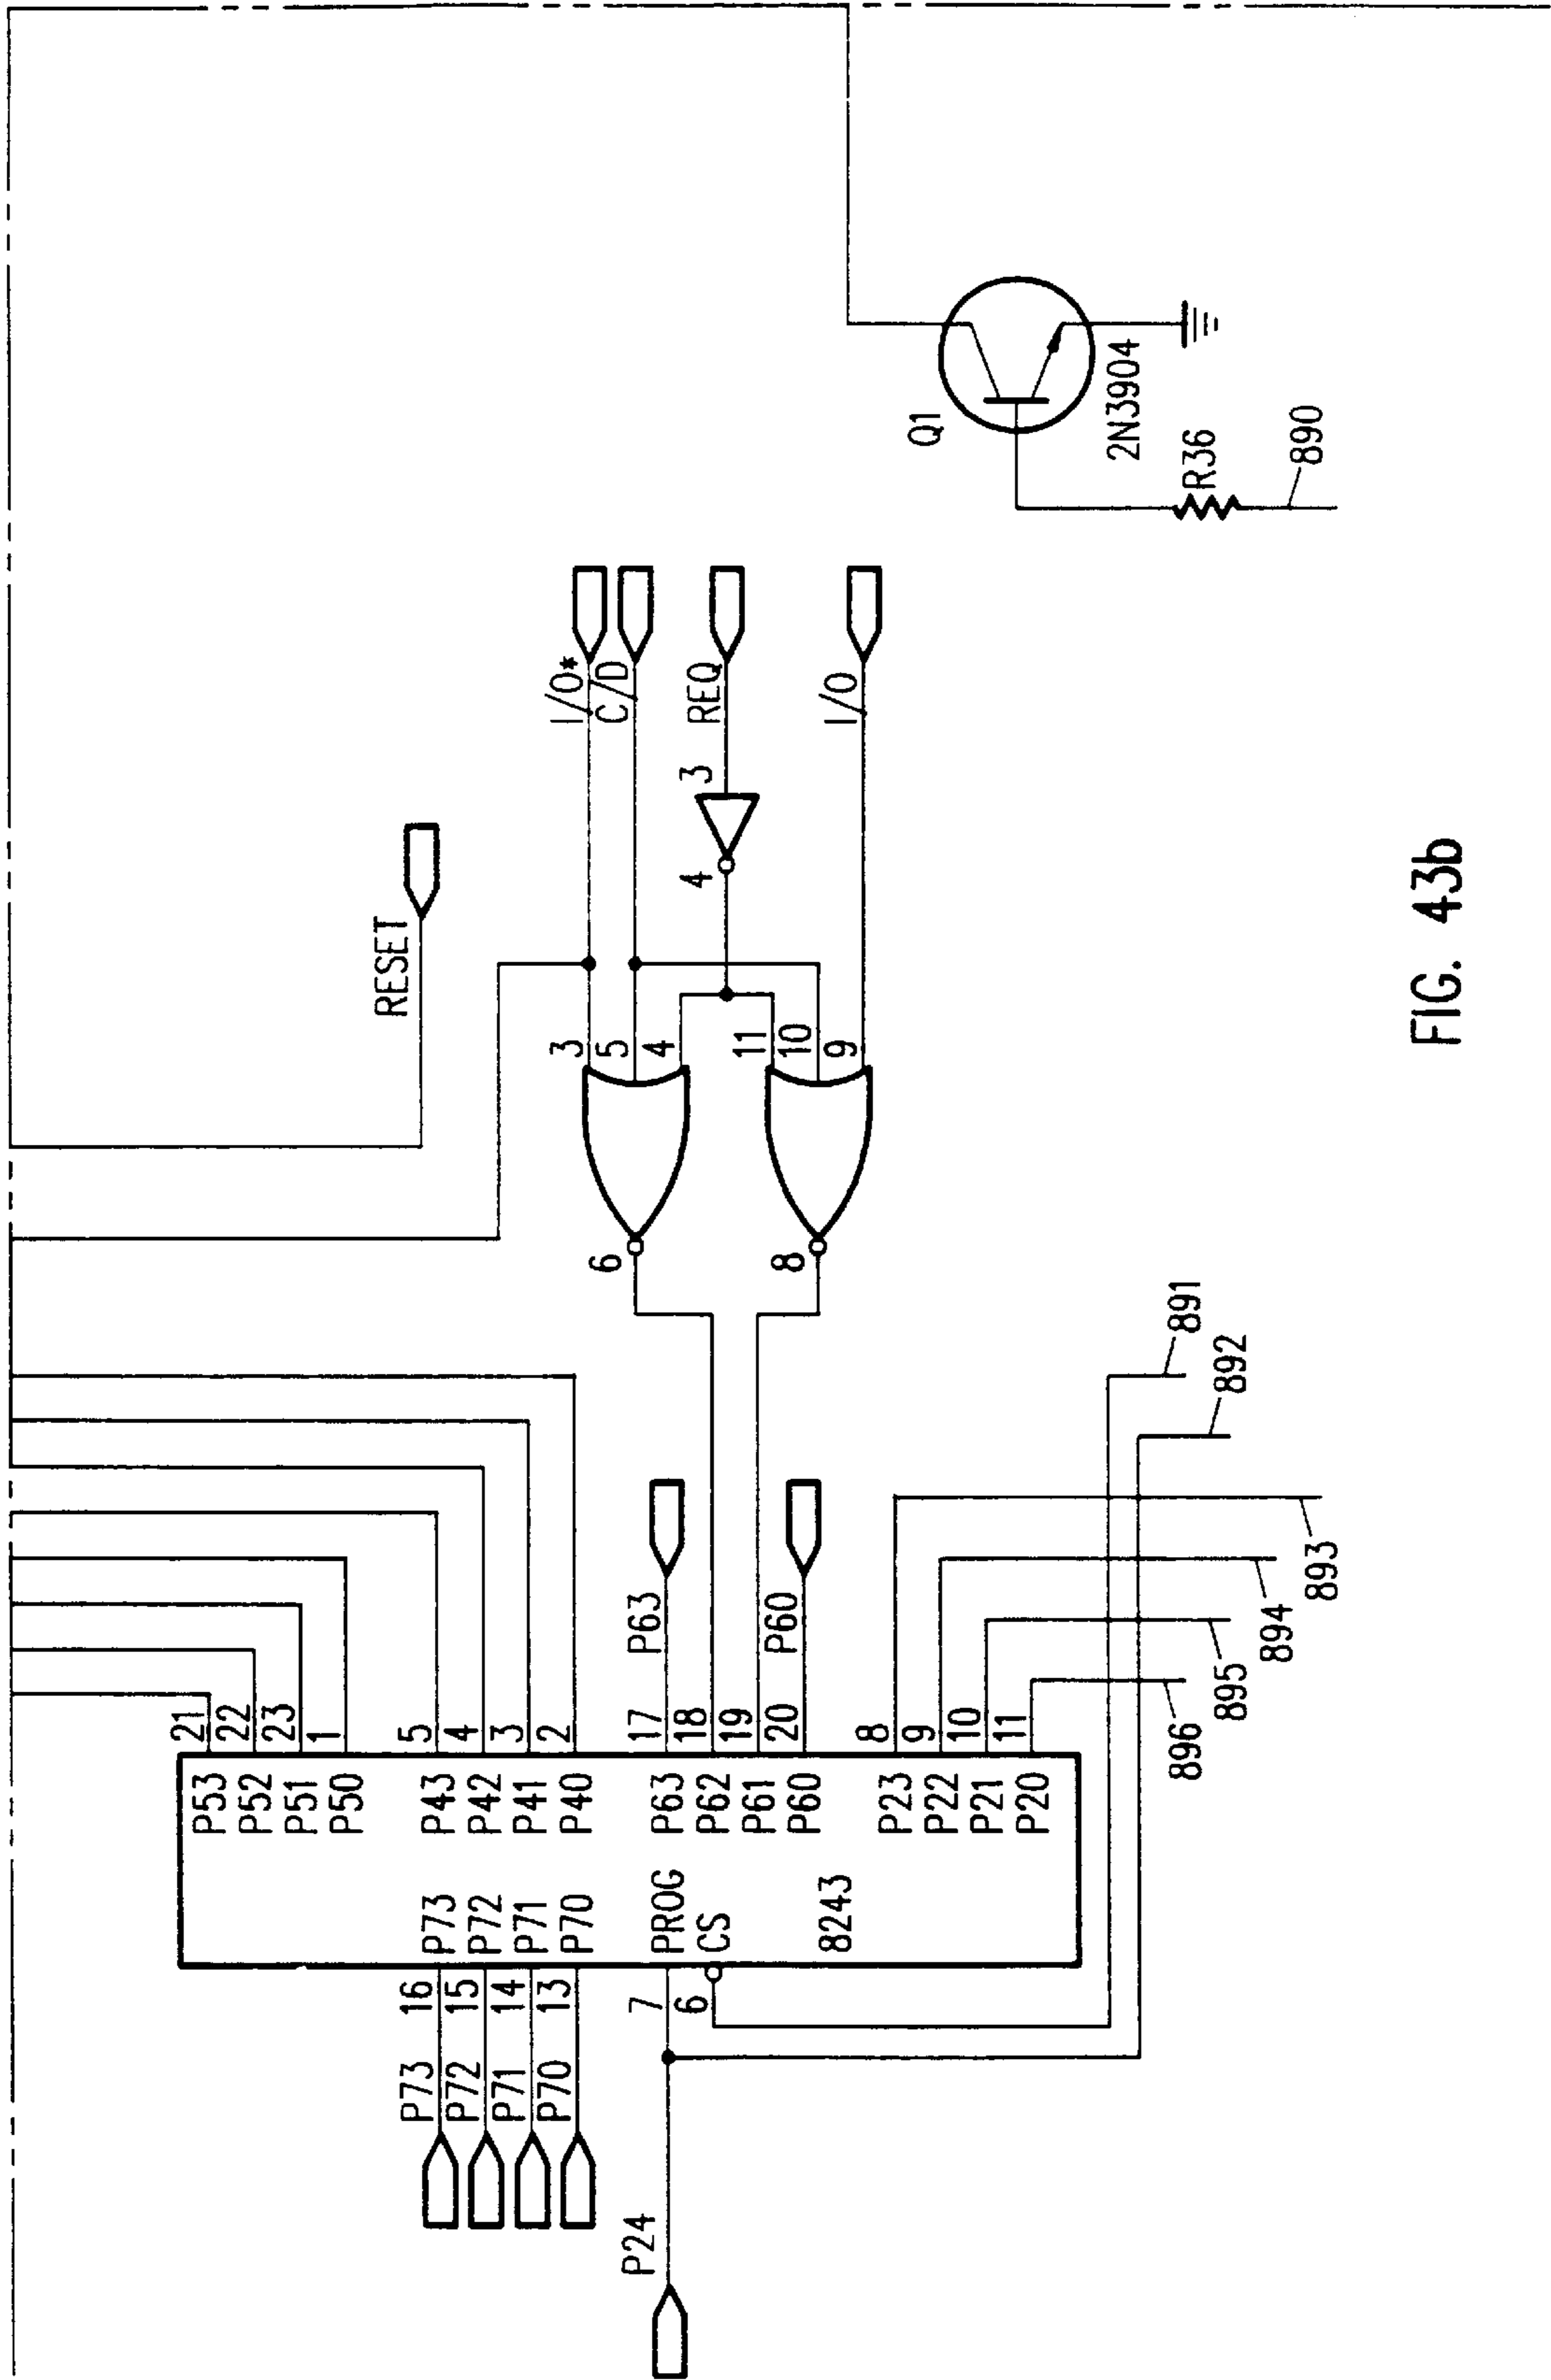 P53
P52
P51
P50
P43
P42
P41
P40
P63
P62
P61
P60
P23
P22
P21
P20
P73
P72
P71
P70
PROG
CS
8243
21
22
23
1
5
4
3
2
17
18
19
20
8
9
10
11
16
15
14
13
7
6
P73
P72
P71
P70
P24
P63
P60
RESET
I/O*
C/D
REQ
I/O
3
4
3
5
4
6
11
10
9
8
Q1
2N3904
R36
890
891
892
893
894
895
896
FIG. 43b